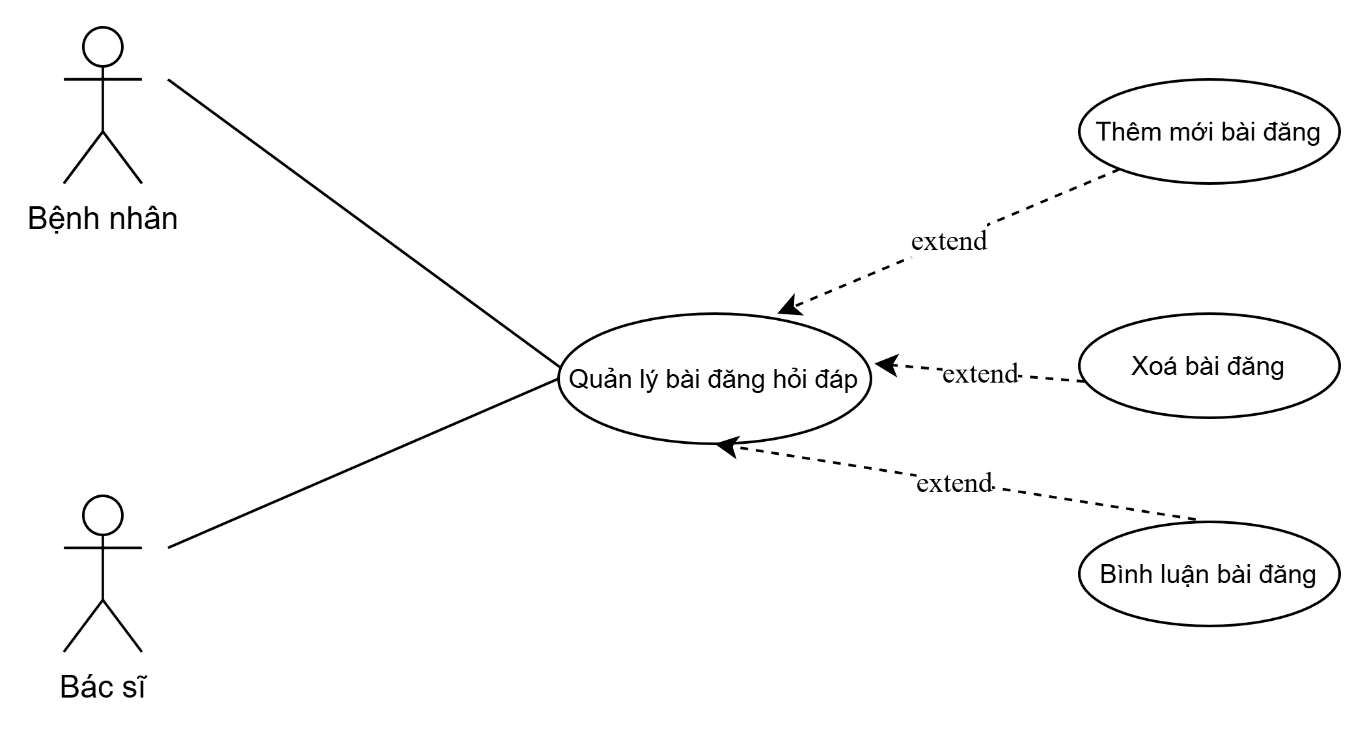 Bệnh nhân
Thêm mới bài đăng
extend
Quản lý bài đăng hỏi đáp
extend
Xoá bài đăng
extend
Bình luận bài đăng
Bác sĩ